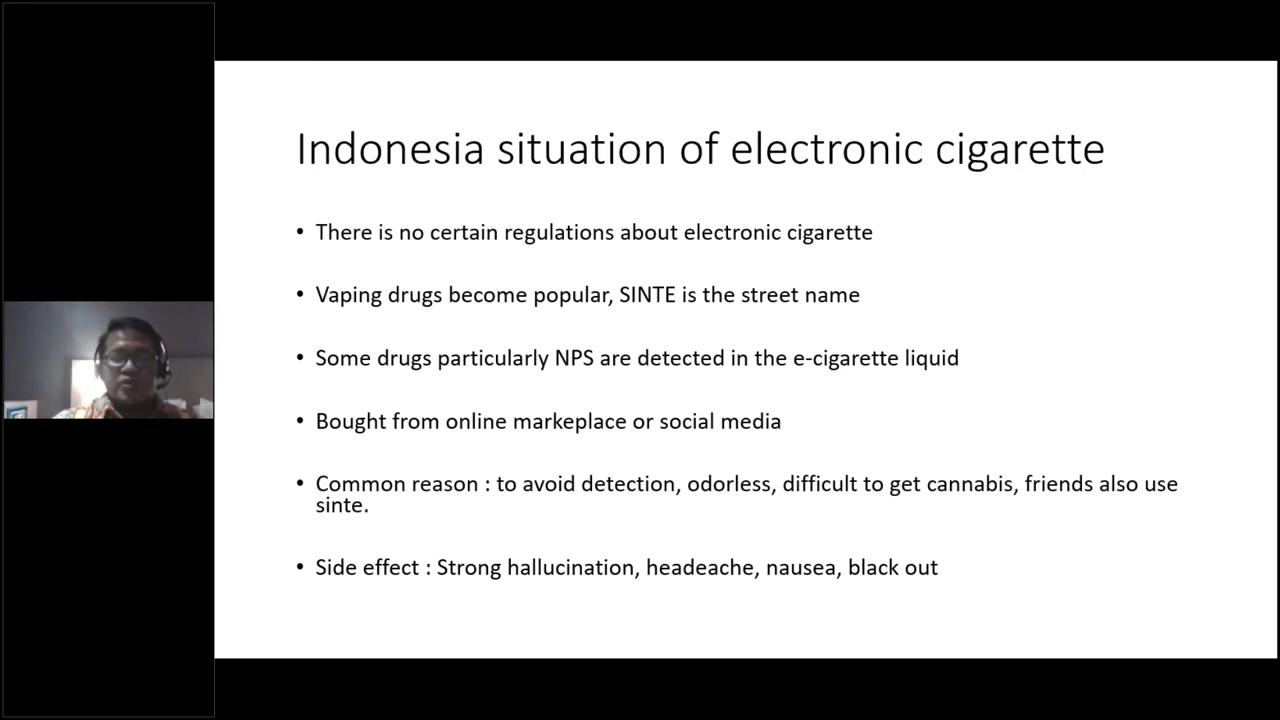 Indonesia situation of electronic cigarette
• There is no certain regulations about electronic cigarette
• Vaping drugs become popular, SINTE is the street name
• Some drugs particularly NPS are detected in the e-cigarette liquid
• Bought from online markeplace or social media
• Common reason : to avoid detection, odorless, difficult to get cannabis, friends also use
sinte.
• Side effect : Strong hallucination, headeache, nausea, black out